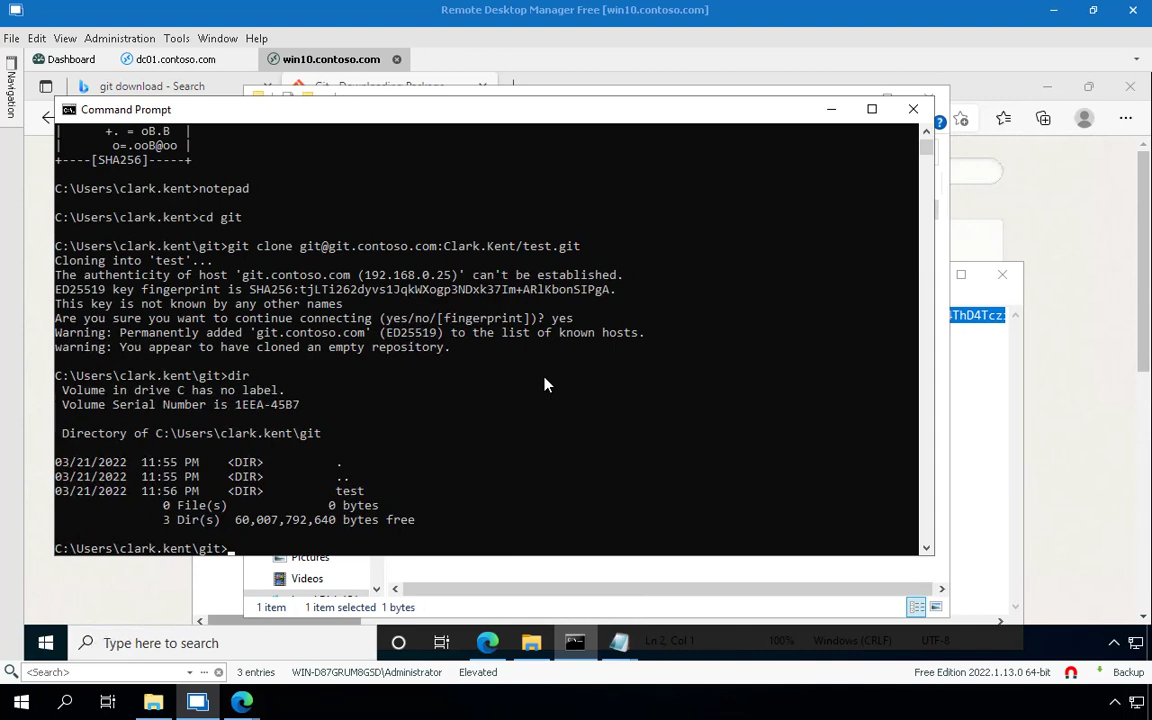 Remote Desktop Manager Free [win10.contoso.com]
File Edit View Administration Tools Window Help
Dashboard dc01.contoso.com win10.contoso.com
Navigation
git download - Search
Command Prompt
| +. = oB.B |
| o=.ooB@oo |
+----[SHA256]-----+
C:\Users\clark.kent>notepad
C:\Users\clark.kent>cd git
C:\Users\clark.kent\git>git clone git@git.contoso.com:Clark.Kent/test.git
Cloning into 'test'...
The authenticity of host 'git.contoso.com (192.168.0.25)' can't be established.
ED25519 key fingerprint is SHA256:tjLTi262dyvs1JqkWXogp3NDxk37Im+ARlKbonSIPgA.
This key is not known by any other names
Are you sure you want to continue connecting (yes/no/[fingerprint])? yes
Warning: Permanently added 'git.contoso.com' (ED25519) to the list of known hosts.
warning: You appear to have cloned an empty repository.
C:\Users\clark.kent\git>dir
Volume in drive C has no label.
Volume Serial Number is 1EEA-45B7
Directory of C:\Users\clark.kent\git
03/21/2022 11:55 PM <DIR> .
03/21/2022 11:55 PM <DIR> ..
03/21/2022 11:56 PM <DIR> test
0 File(s) 0 bytes
3 Dir(s) 60,007,792,640 bytes free
C:\Users\clark.kent\git>
Pictures
Videos
1 item 1 item selected 1 bytes
Type here to search
Ln 2, Col 1 100% Windows (CRLF) UTF-8
<Search> 3 entries WIN-D87GRUM8G5D\Administrator Elevated Free Edition 2022.1.13.0 64-bit Backup